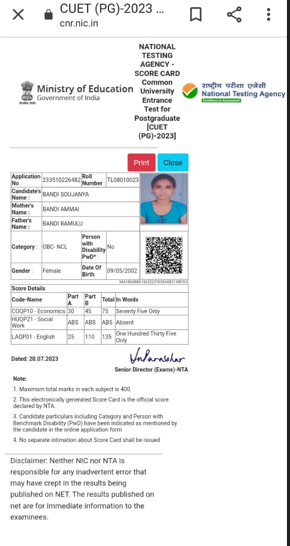 CUET (PG)-2023 ...
cnr.nic.in
NATIONAL
TESTING
AGENCY -
SCORE CARD
Common
University
Entrance
Test for
Postgraduate
[CUET
(PG)-2023]
Ministry of Education
Government of India
राष्ट्रीय परीक्षा एजेंसी
National Testing Agency
Excellence in Assessment
Print Close
Application No : 233510226482 Roll Number : TL08010023
Candidate's Name : BANDI SOUJANYA
Mother's Name : BANDI AMMAI
Father's Name : BANDI RAMULU
Category : OBC- NCL Person with Disability PwD* No
Gender : Female Date Of Birth 09/05/2002
Score Details
Code-Name Part A Part B Total In Words
COQP10 - Economics 30 45 75 Seventy Five Only
HUQP21 - Social Work ABS ABS ABS Absent
LAQP01 - English 25 110 135 One Hundred Thirty Five Only
Dated: 20.07.2023
Senior Director (Exams)-NTA
Note:
1. Maximum total marks in each subject is 400.
2. This electronically generated Score Card is the official score
declared by NTA.
3. Candidate particulars including Category and Person with
Benchmark Disability (PwD) have been indicated as mentioned by
the candidate in the online application form
4. No separate intimation about Score Card shall be issued
Disclaimer: Neither NIC nor NTA is
responsible for any inadvertent error that
may have crept in the results being
published on NET. The results published on
net are for Immediate information to the
examinees.